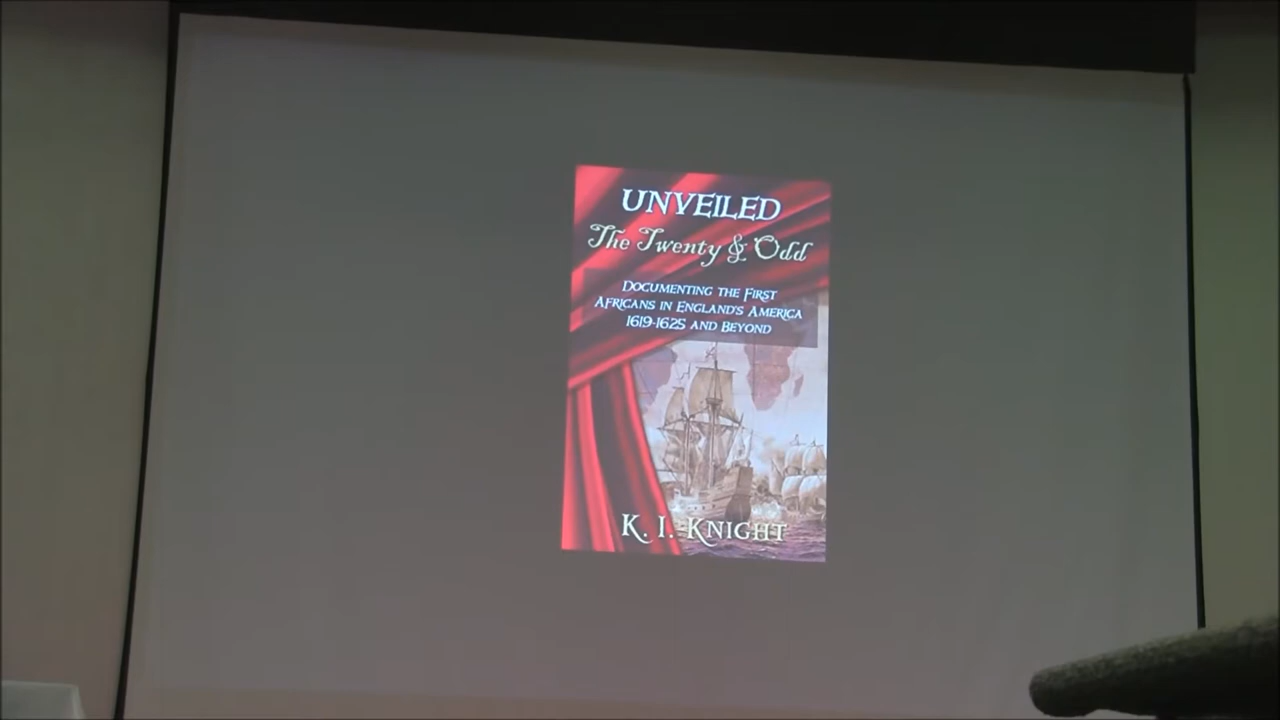 UNVEILED
The Twenty & Odd
DOCUMENTING THE FIRST
AFRICANS IN ENGLAND'S AMERICA
1619-1625 AND BEYOND
K. I. KNIGHT